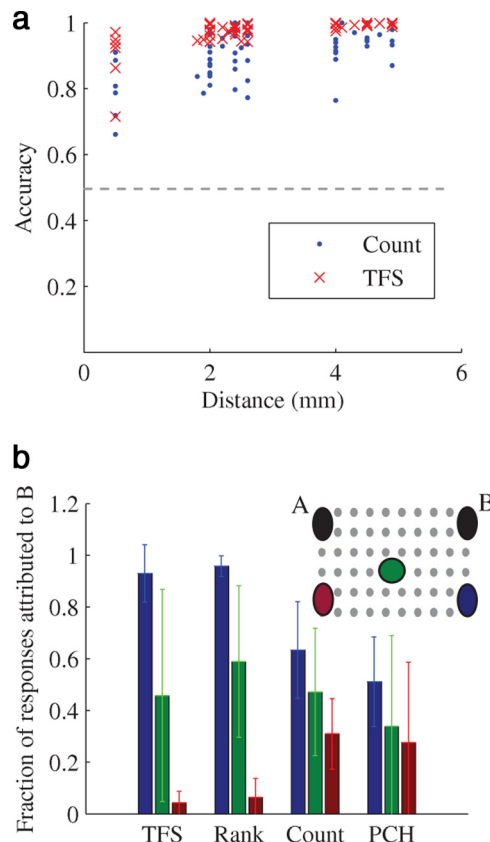 a
1
0.8
0.6
0.4
0.2
0
2
4
6
Accuracy
Distance (mm)
Count
TFS
b
1.2
1
0.8
0.6
0.4
0.2
0
Fraction of responses attributed to B
A
B
TFS Rank Count PCH